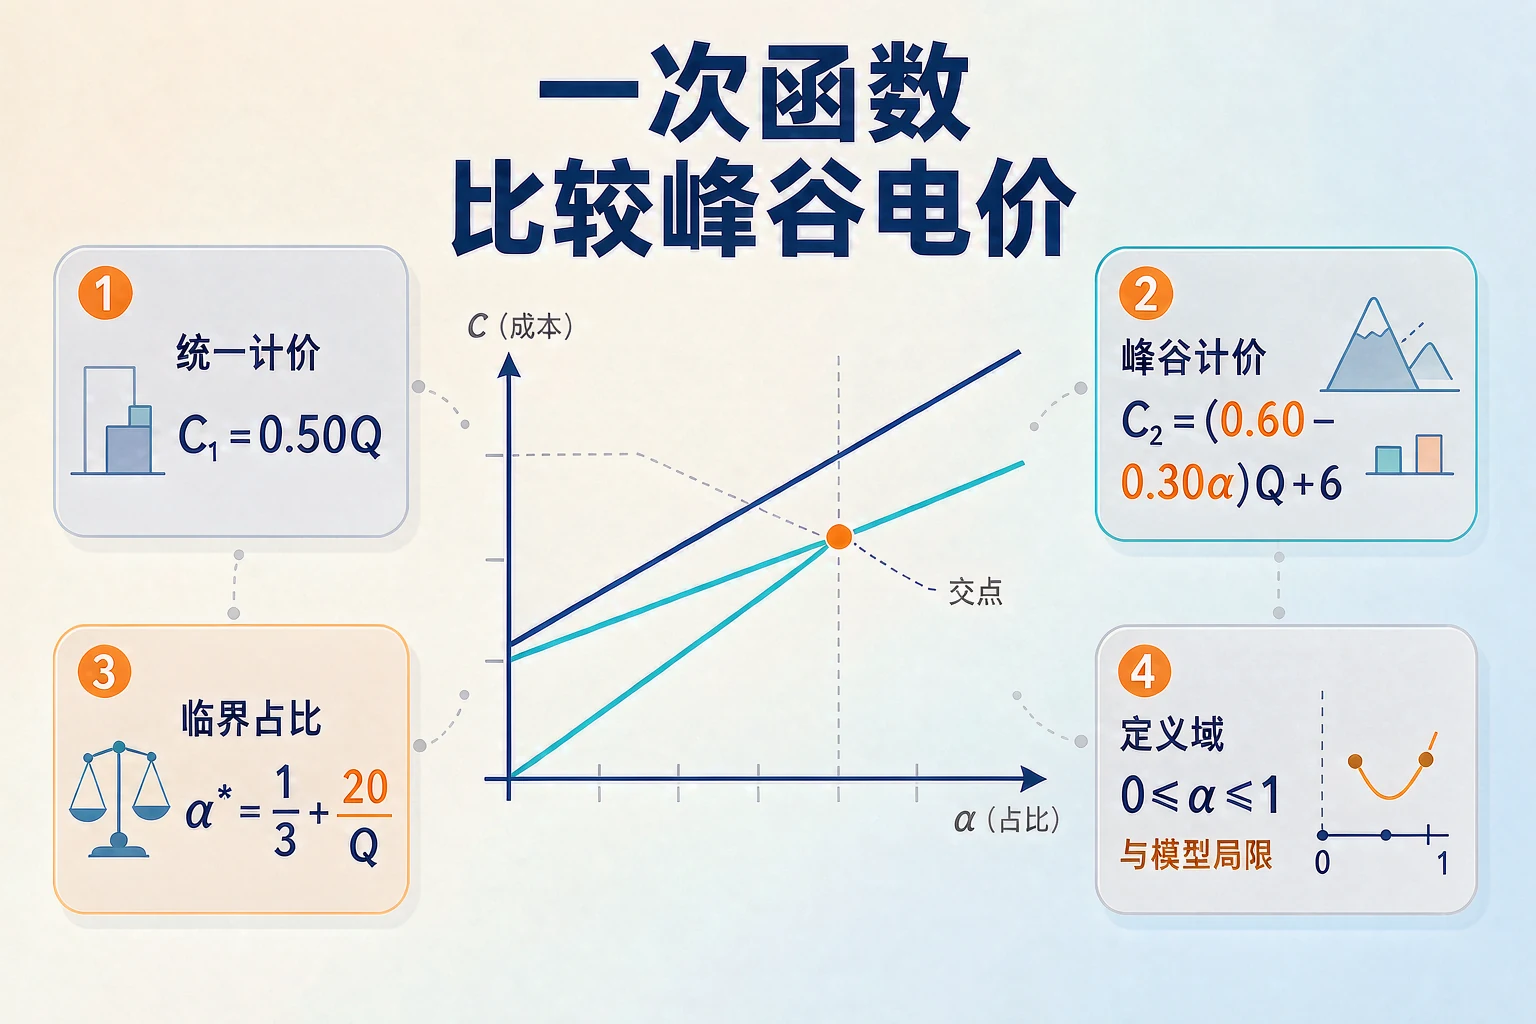 一次函数
比较峰谷电价
1
统一计价
C₁=0.50Q
2
峰谷计价
C₂=(0.60−
0.30α)Q+6
C（成本）
交点
α（占比）
3
临界占比
α*=1/3+20/Q
4
定义域
0⩽α⩽1
与模型局限
0 1